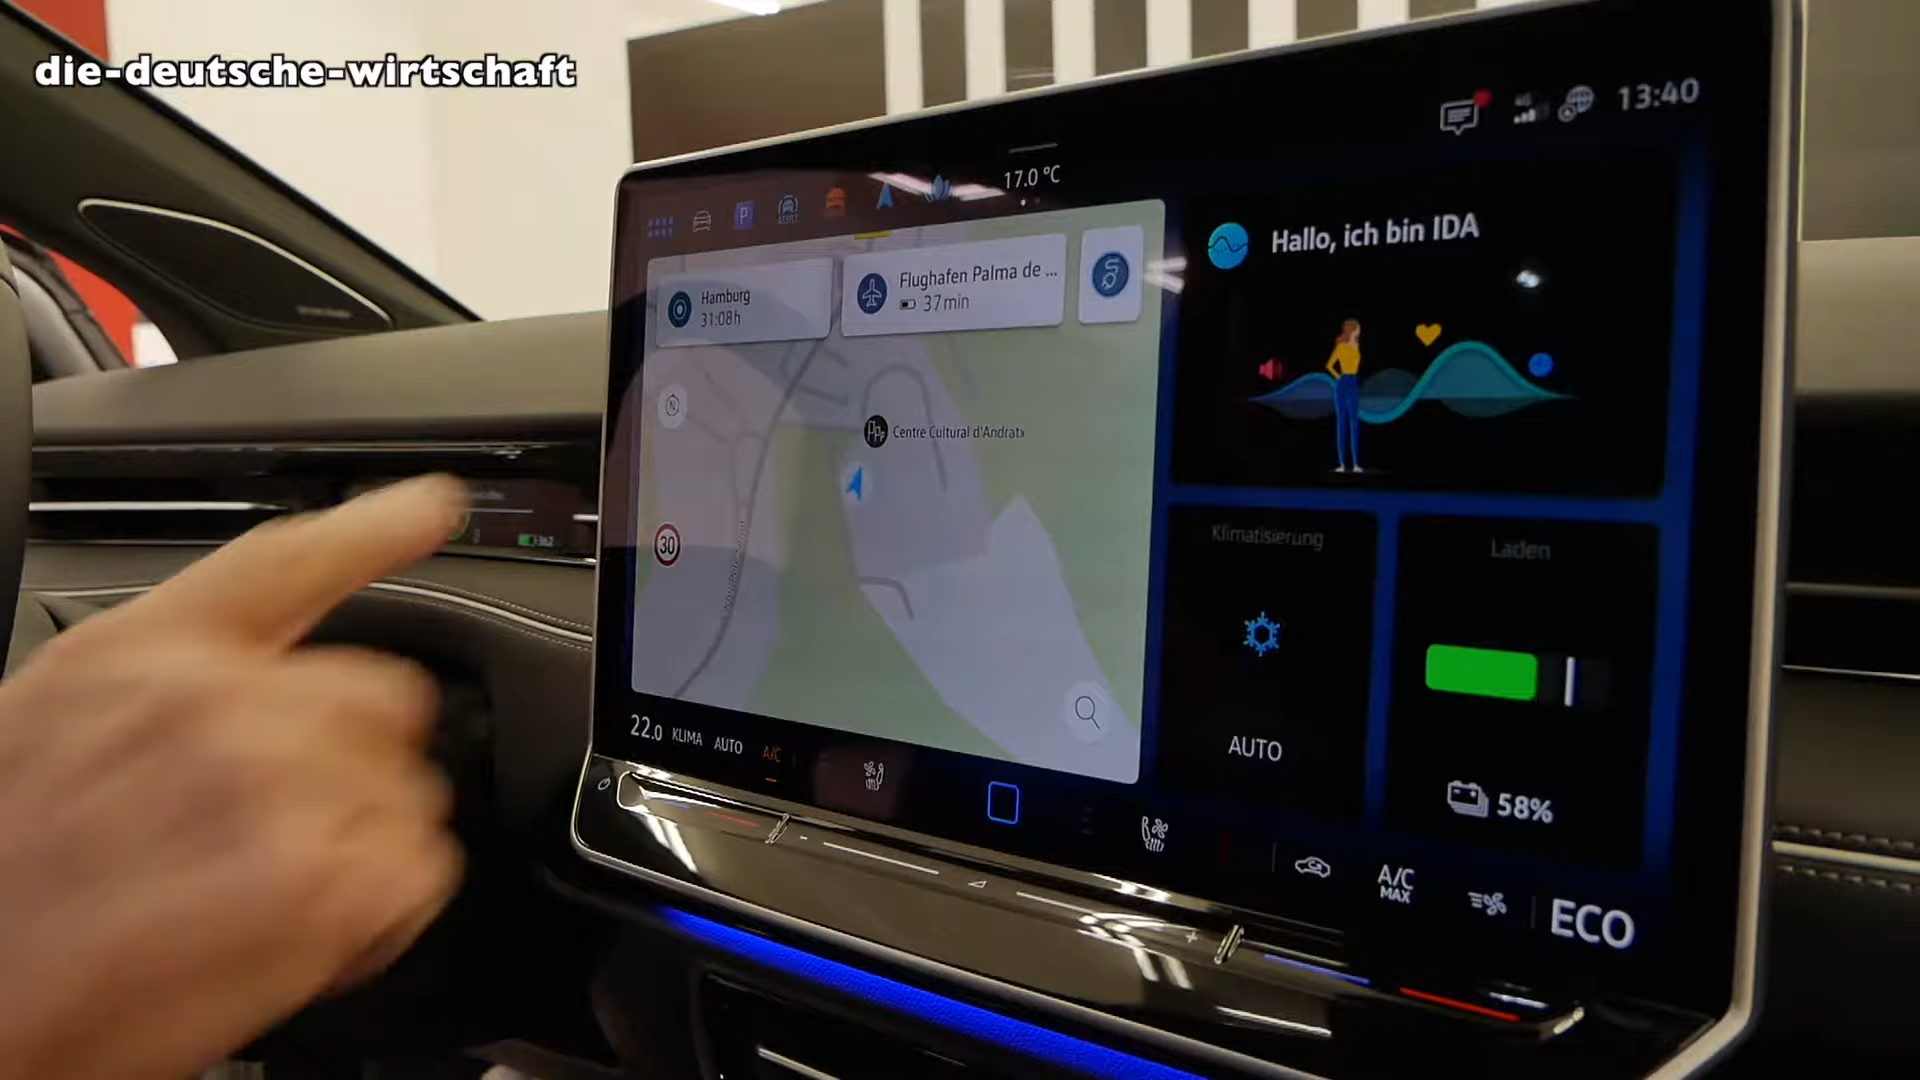 die-deutsche-wirtschaft
4G
13:40
17.0 °C
P
Hallo, ich bin IDA
Hamburg
31:08h
Flughafen Palma de ...
37min
N
Centre Cultural d'Andratx
30
Klimatisierung
AUTO
Laden
58%
22.0 KLIMA AUTO A/C
A/C
MAX
ECO